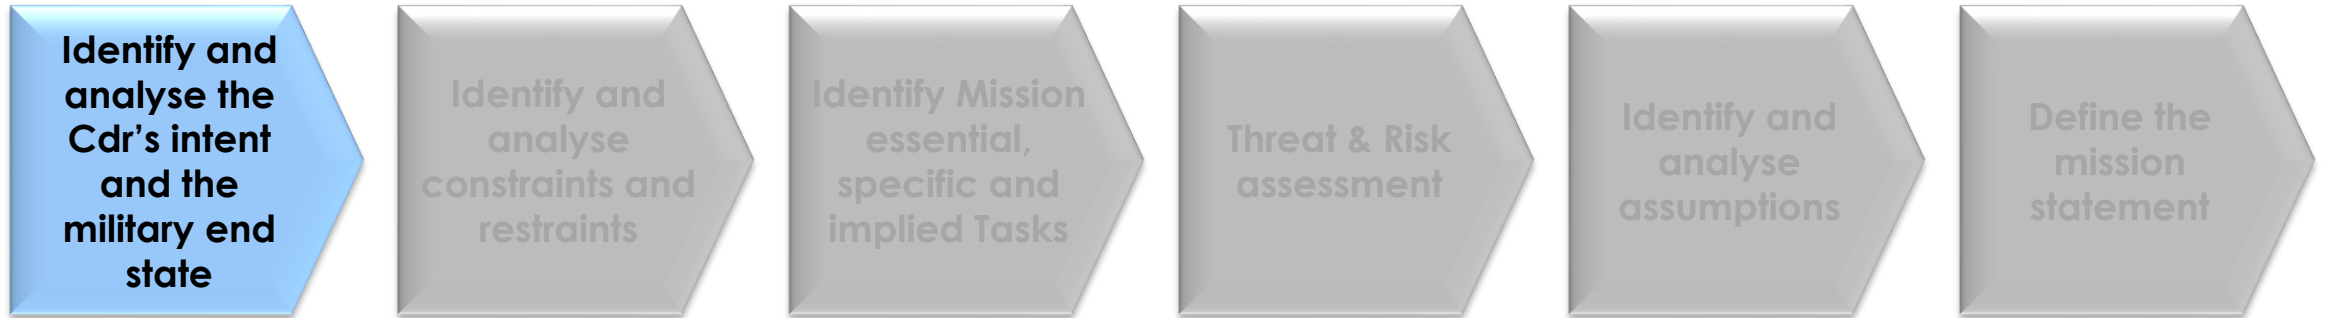 Identify and
analyse the
Cdr's intent
and the
military end
state
Identify and
analyse
constraints and
restraints
Identify Mission
essential,
specific and
implied Tasks
Threat & Risk
assessment
Identify and
analyse
assumptions
Define the
mission
statement